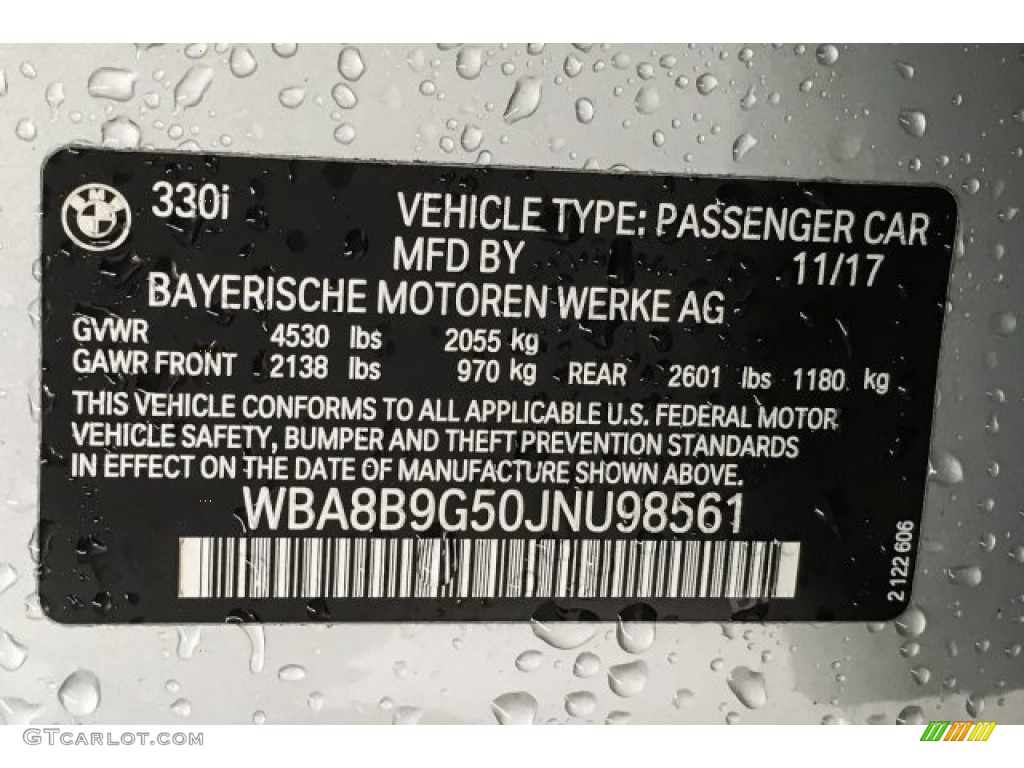 BMW
330i
VEHICLE TYPE: PASSENGER CAR
MFD BY 11/17
BAYERISCHE MOTOREN WERKE AG
GVWR 4530 lbs 2055 kg
GAWR FRONT 2138 lbs 970 kg REAR 2601 lbs 1180 kg
THIS VEHICLE CONFORMS TO ALL APPLICABLE U.S. FEDERAL MOTOR
VEHICLE SAFETY, BUMPER AND THEFT PREVENTION STANDARDS
IN EFFECT ON THE DATE OF MANUFACTURE SHOWN ABOVE.
WBA8B9G50JNU98561
2122606
GTCarLot.com